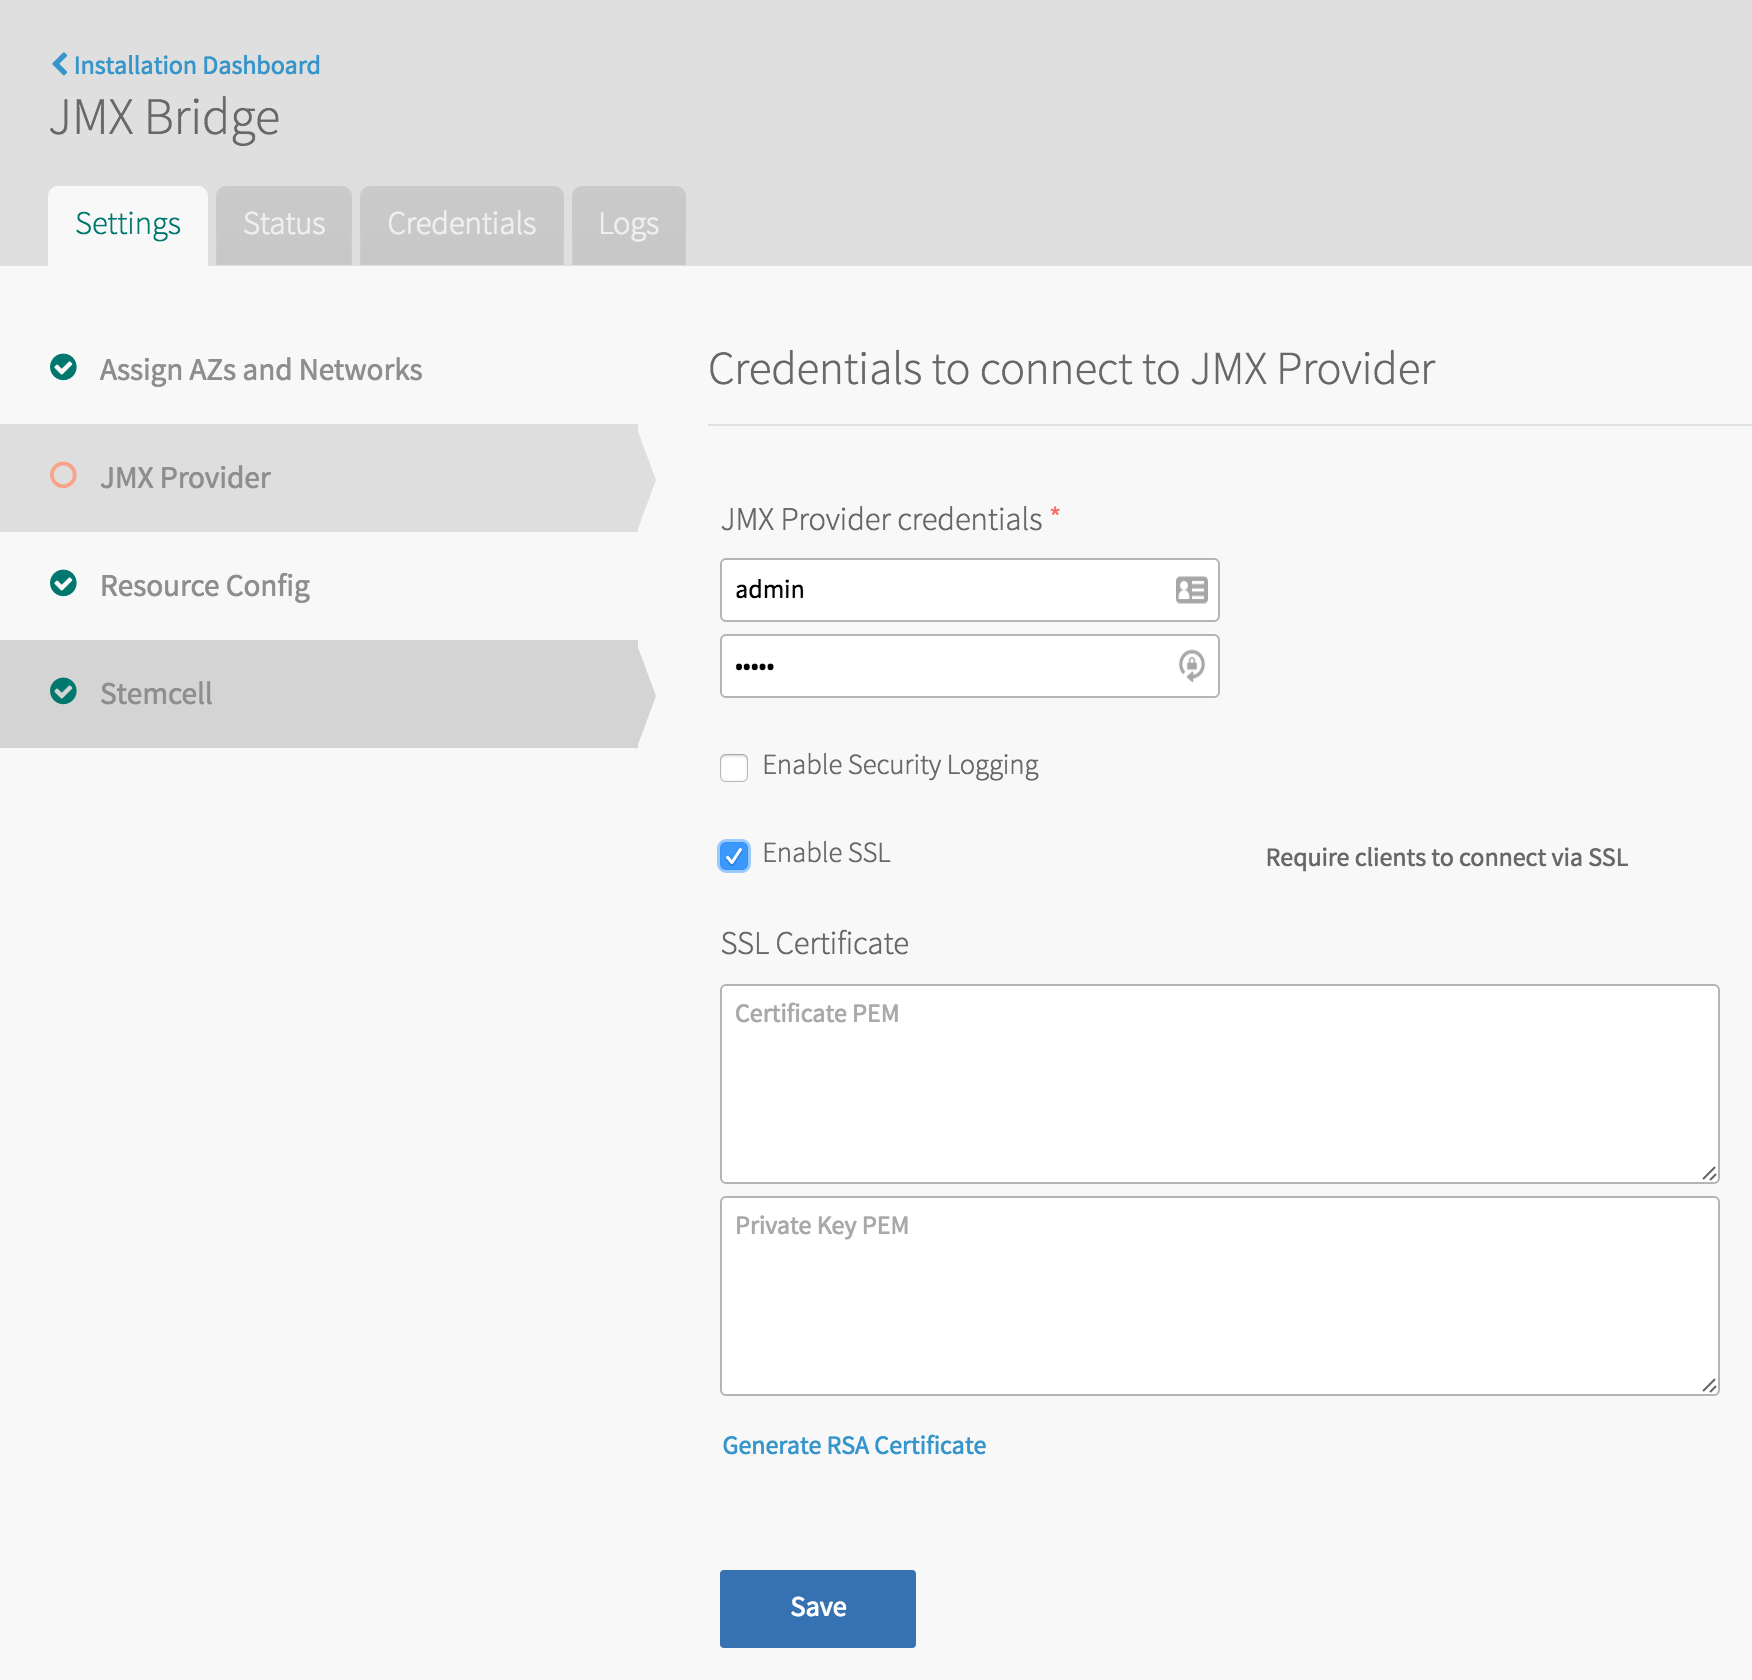 Installation Dashboard
JMX Bridge
Settings
Status
Credentials
Logs
Assign AZs and Networks
JMX Provider
Resource Config
Stemcell
Credentials to connect to JMX Provider
JMX Provider credentials *
admin
•••••
Enable Security Logging
Enable SSL
Require clients to connect via SSL
SSL Certificate
Certificate PEM
Private Key PEM
Generate RSA Certificate
Save